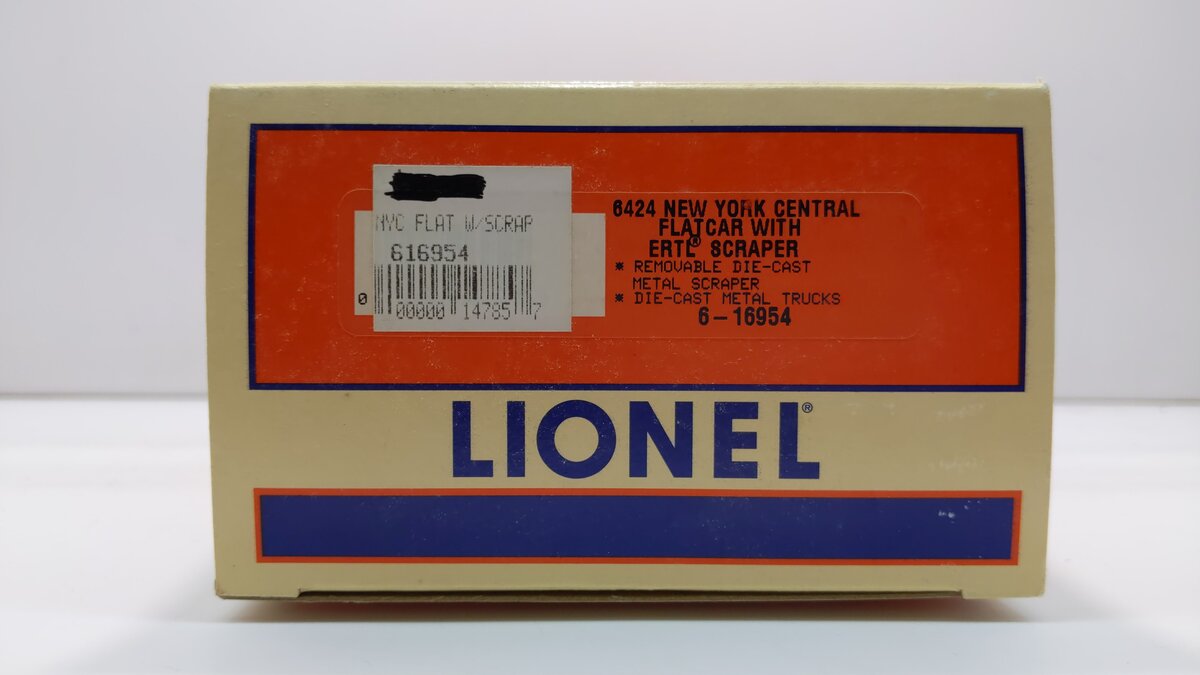 NYC FLAT W/SCRAP
616954
0 00000 14785 7
6424 NEW YORK CENTRAL
FLATCAR WITH
ERTL® SCRAPER
* REMOVABLE DIE-CAST
METAL SCRAPER
* DIE-CAST METAL TRUCKS
6-16954
LIONEL®